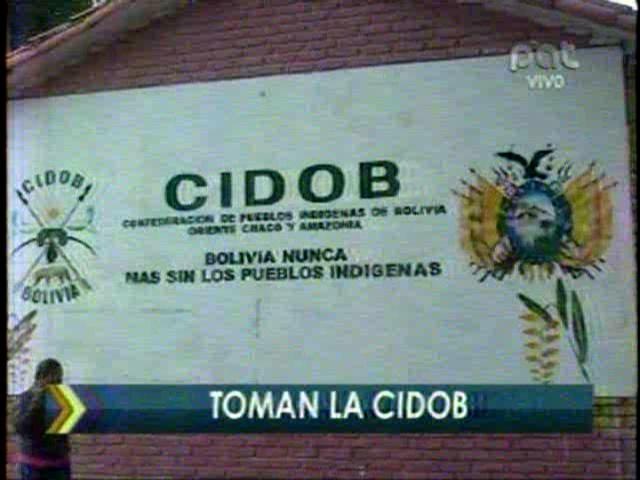 pat
VIVO
CIDOB
BOLIVIA
CIDOB
CONFEDERACION DE PUEBLOS INDIGENAS DE BOLIVIA
ORIENTE CHACO Y AMAZONIA
BOLIVIA NUNCA
MAS SIN LOS PUEBLOS INDIGENAS
TOMAN LA CIDOB